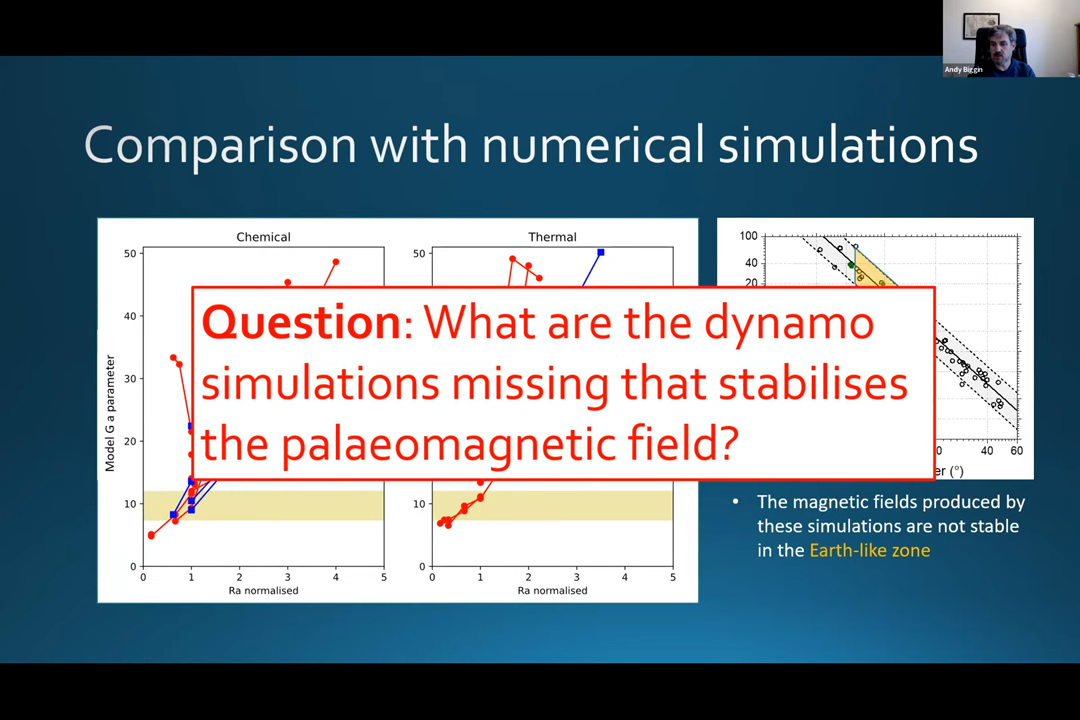 Andy Biggin
Comparison with numerical simulations
Chemical
Thermal
50
40
30
20
10
0
Model G a parameter
0 1 2 3 4 5
Ra normalised
50
10
0
0 1 2 3 4 5
Ra normalised
100
40
20
40 60
(°)
Question: What are the dynamo
simulations missing that stabilises
the palaeomagnetic field?
• The magnetic fields produced by
these simulations are not stable
in the Earth-like zone